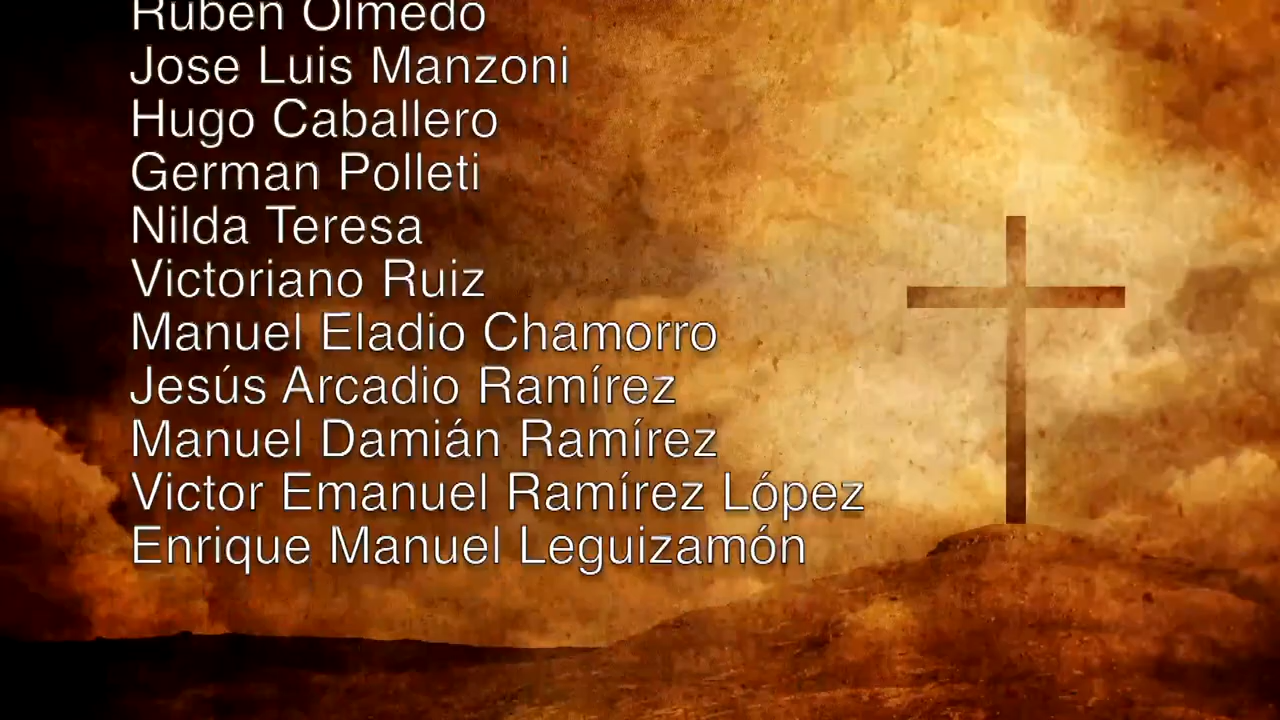 Ruben Olmedo
Jose Luis Manzoni
Hugo Caballero
German Polleti
Nilda Teresa
Victoriano Ruiz
Manuel Eladio Chamorro
Jesús Arcadio Ramírez
Manuel Damián Ramírez
Victor Emanuel Ramírez López
Enrique Manuel Leguizamón